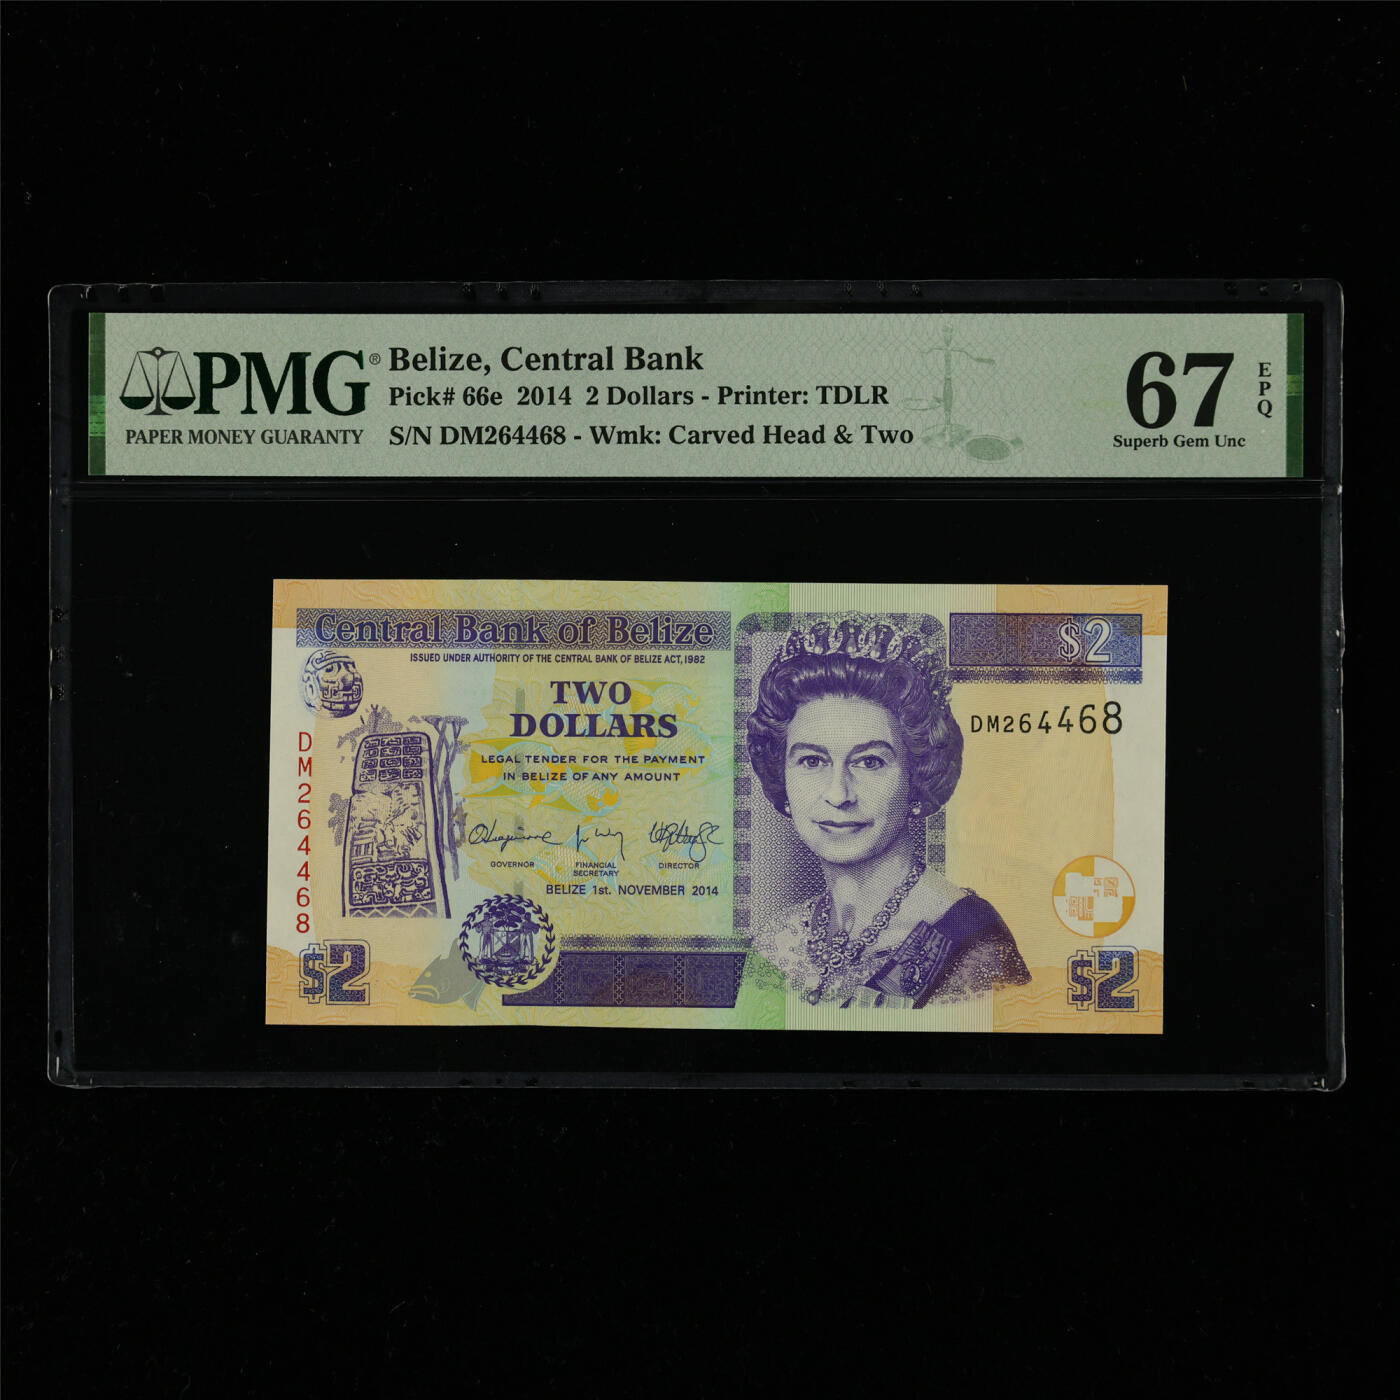 PMG®
PAPER MONEY GUARANTY
Belize, Central Bank
Pick# 66e 2014 2 Dollars - Printer: TDLR
S/N DM264468 - Wmk: Carved Head & Two
67
EPQ
Superb Gem Unc
Central Bank of Belize
ISSUED UNDER AUTHORITY OF THE CENTRAL BANK OF BELIZE ACT, 1982
$2
TWO
DOLLARS
DM264468
LEGAL TENDER FOR THE PAYMENT
IN BELIZE OF ANY AMOUNT
DM264468
GOVERNOR
FINANCIAL
SECRETARY
DIRECTOR
BELIZE 1st. NOVEMBER 2014
$2
$2